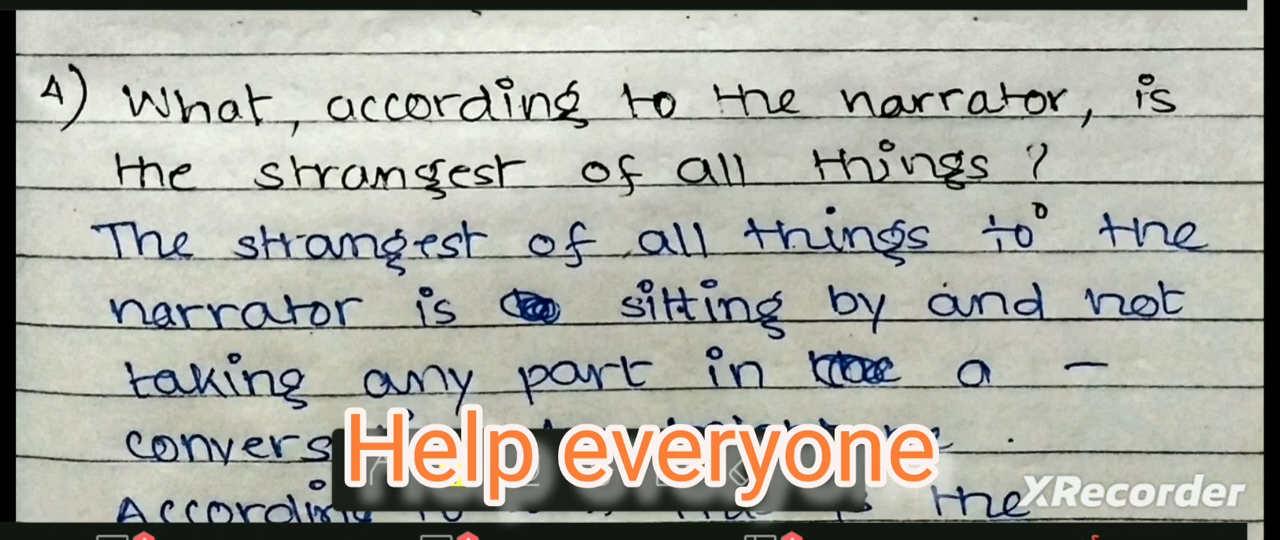 4) What, according to the narrator, is
the strangest of all things?
The strangest of all things to the
narrator is sitting by and not
taking any part in a -
convers
Help everyone
the
XRecorder